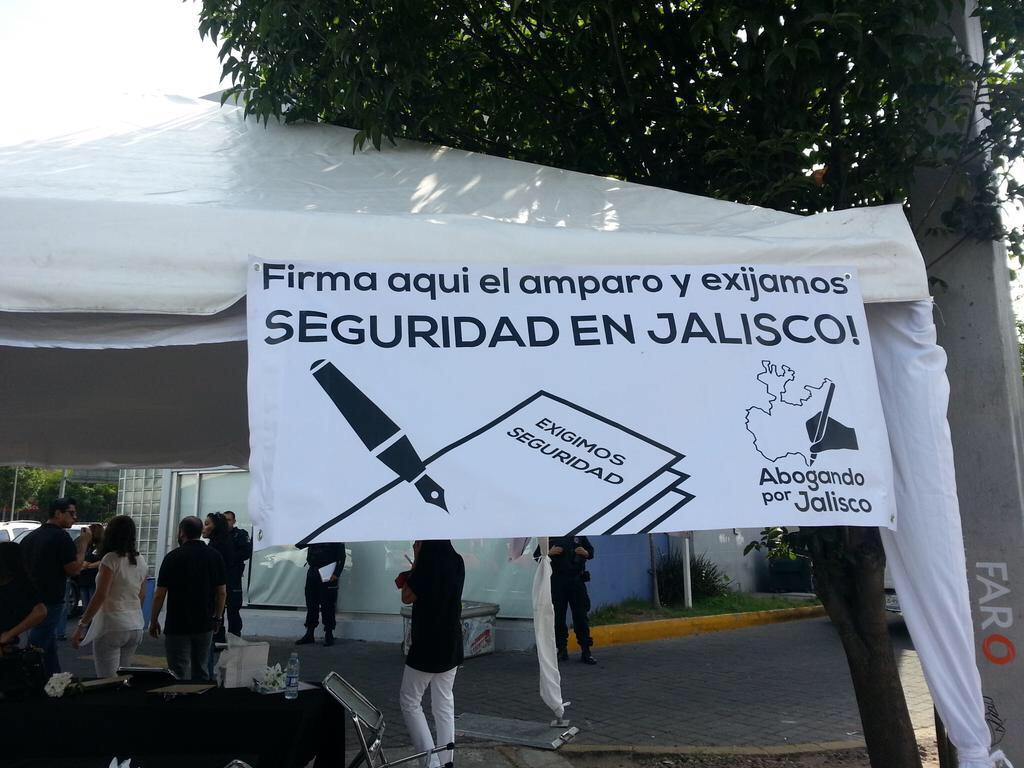 Firma aqui el amparo y exijamos
SEGURIDAD EN JALISCO!
EXIGIMOS
SEGURIDAD
Abogando
por Jalisco
FARO